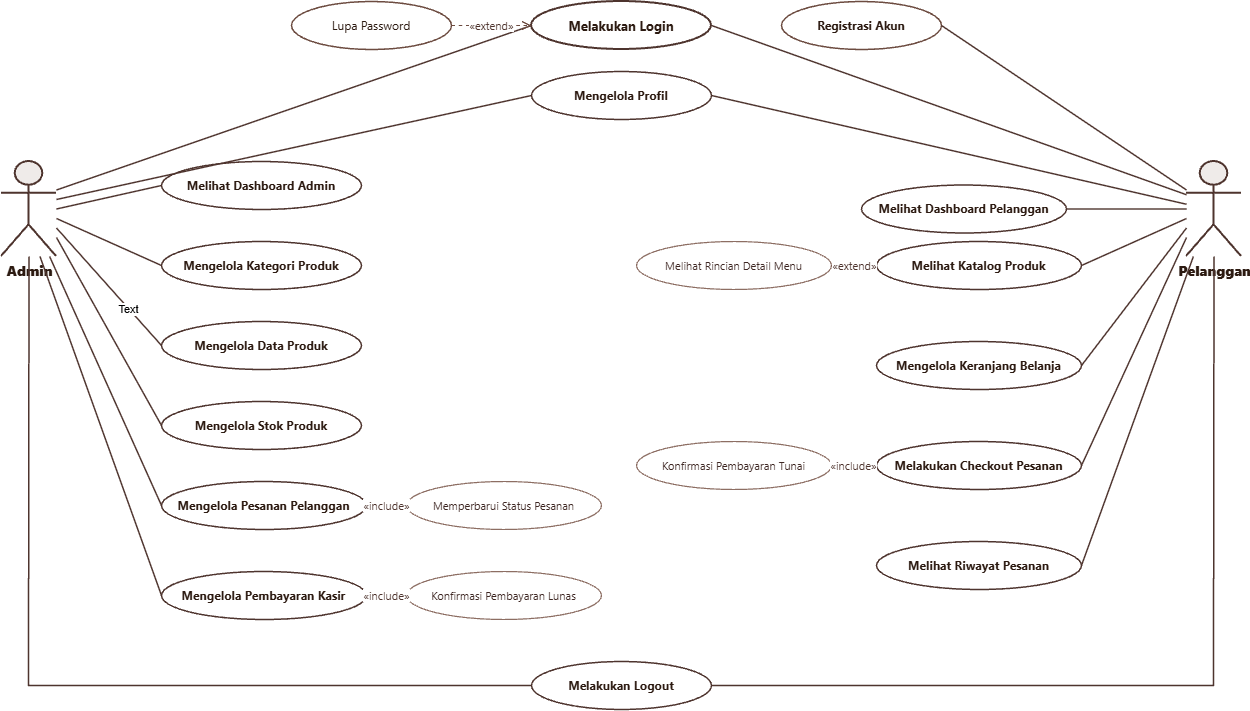 Lupa Password
«extend»
Melakukan Login
Registrasi Akun
Mengelola Profil
Melihat Dashboard Admin
Melihat Dashboard Pelanggan
Admin
Mengelola Kategori Produk
Melihat Rincian Detail Menu
«extend»
Melihat Katalog Produk
Pelanggan
Text
Mengelola Data Produk
Mengelola Keranjang Belanja
Mengelola Stok Produk
Konfirmasi Pembayaran Tunai
«include»
Melakukan Checkout Pesanan
Mengelola Pesanan Pelanggan
«include»
Memperbarui Status Pesanan
Melihat Riwayat Pesanan
Mengelola Pembayaran Kasir
«include»
Konfirmasi Pembayaran Lunas
Melakukan Logout